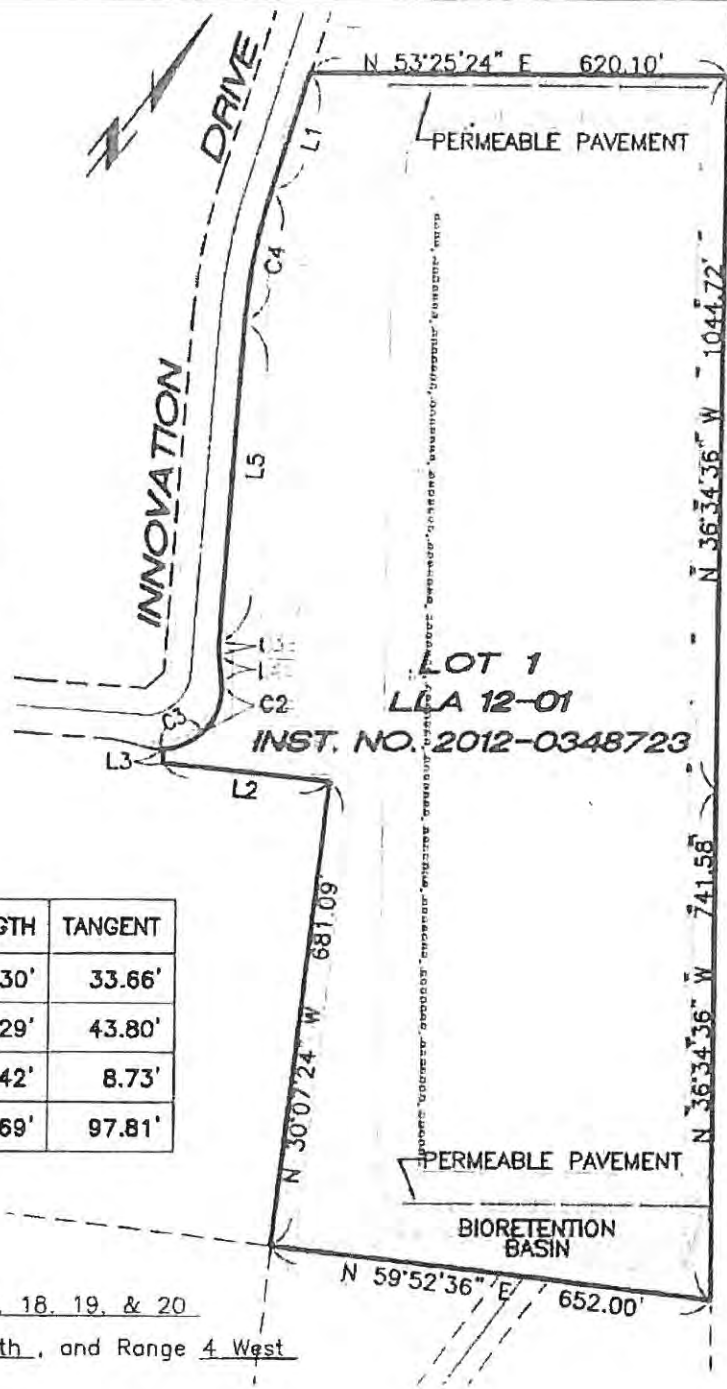 N 53°25'24" E 620.10'
DRIVE
L1
PERMEABLE PAVEMENT
C4
N 36°34'36" W 1044.72'
INNOVATION
L5
LOT 1
LLA 12-01
INST. NO. 2012-0348723
C2
C3
L3
L2
N 30°07'24" W 681.09'
N 36°34'36" W 741.58'
GTH TANGENT
30' 33.66'
29' 43.80'
42' 8.73'
69' 97.81'
PERMEABLE PAVEMENT
BIORETENTION
BASIN
N 59°52'36" E 652.00'
18, 19, & 20
th , and Range 4 West